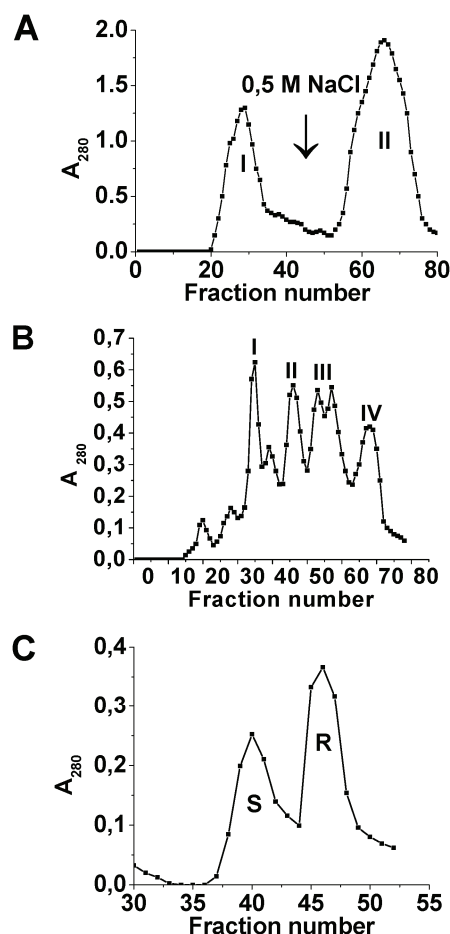 A
2.0
0,5 M NaCl
1.5
1.0
I
II
A280
0.5
0.0
0 20 40 60 80
Fraction number
B
0,7
0,6
I
II
III
0,5
IV
0,4
A 280
0,3
0,2
0,1
0,0
0 10 20 30 40 50 60 70 80
Fraction number
C
0,4
0,3
R
0,2
S
A280
0,1
0,0
30 35 40 45 50 55
Fraction number